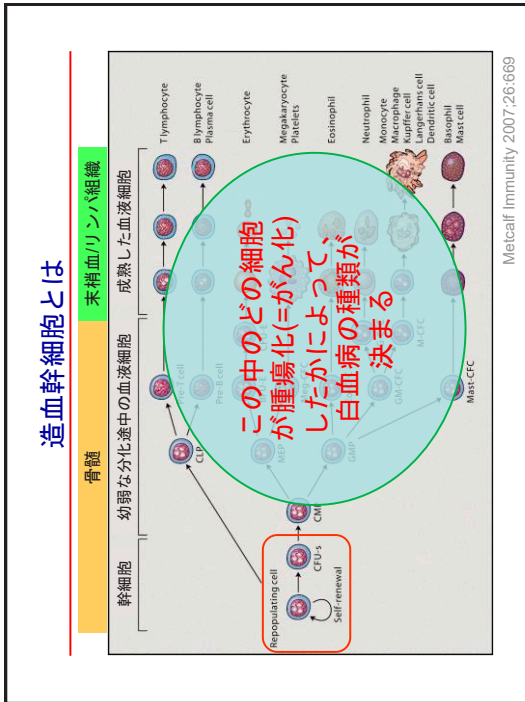 造血幹細胞とは
骨髄
末梢血/リンパ組織
幹細胞
幼弱な分化途中の血液細胞
成熟した血液細胞
Repopulating cell
Self-renewal
CFU-s
CMP
CLP
MEP
GMP
Pre-T cell
Pre-B cell
GM-CFC
M-CFC
Mast-CFC
T lymphocyte
B lymphocyte
Plasma cell
Erythrocyte
Megakaryocyte
Platelets
Eosinophil
Neutrophil
Monocyte
Macrophage
Kupffer cell
Langerhans cell
Dendritic cell
Basophil
Mast cell
この中のどの細胞
が腫瘍化(=がん化)
したかによって、
白血病の種類が
決まる
Metcalf Immunity 2007;26:669